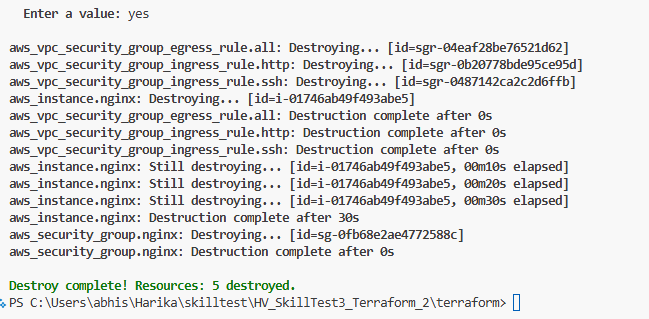 Enter a value: yes
aws_vpc_security_group_egress_rule.all: Destroying... [id=sgr-04eaf28be76521d62]
aws_vpc_security_group_ingress_rule.http: Destroying... [id=sgr-0b20778bde95ce95d]
aws_vpc_security_group_ingress_rule.ssh: Destroying... [id=sgr-0487142ca2c2d6ffb]
aws_instance.nginx: Destroying... [id=i-01746ab49f493abe5]
aws_vpc_security_group_egress_rule.all: Destruction complete after 0s
aws_vpc_security_group_ingress_rule.http: Destruction complete after 0s
aws_vpc_security_group_ingress_rule.ssh: Destruction complete after 0s
aws_instance.nginx: Still destroying... [id=i-01746ab49f493abe5, 00m10s elapsed]
aws_instance.nginx: Still destroying... [id=i-01746ab49f493abe5, 00m20s elapsed]
aws_instance.nginx: Still destroying... [id=i-01746ab49f493abe5, 00m30s elapsed]
aws_instance.nginx: Destruction complete after 30s
aws_security_group.nginx: Destroying... [id=sg-0fb68e2ae4772588c]
aws_security_group.nginx: Destruction complete after 0s
Destroy complete! Resources: 5 destroyed.
PS C:\Users\abhis\Harika\skilltest\HV_SkillTest3_Terraform_2\terraform>